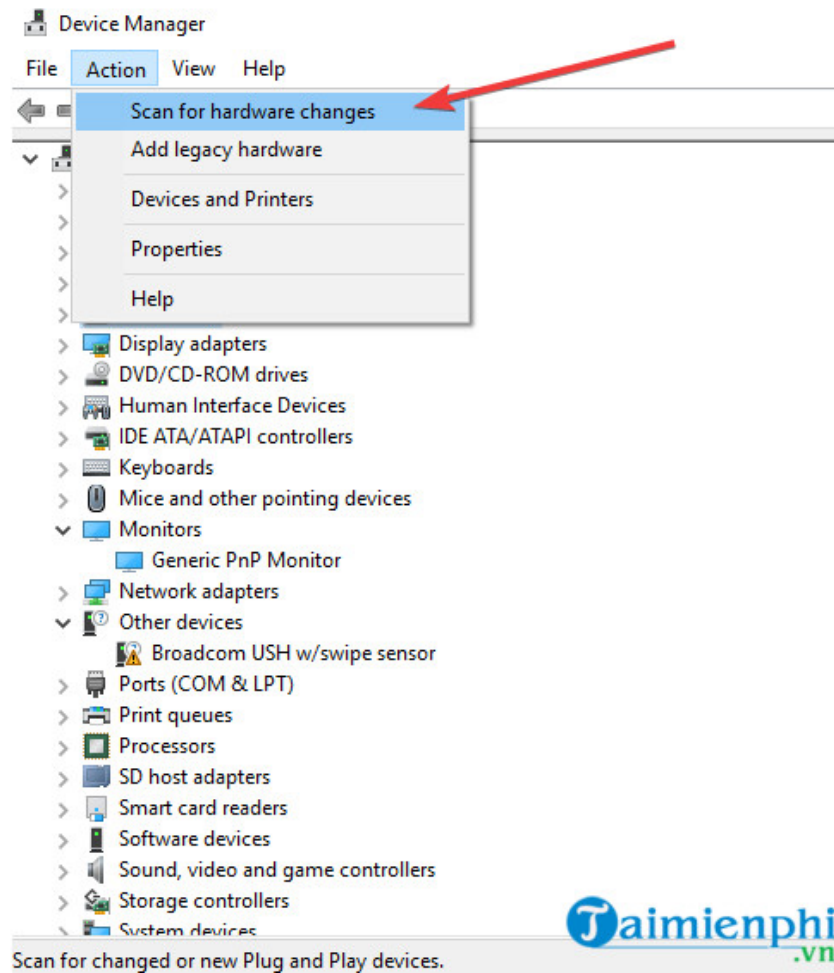 Device Manager
File Action View Help
Scan for hardware changes
Add legacy hardware
Devices and Printers
Properties
Help
Display adapters
DVD/CD-ROM drives
Human Interface Devices
IDE ATA/ATAPI controllers
Keyboards
Mice and other pointing devices
Monitors
Generic PnP Monitor
Network adapters
Other devices
Broadcom USH w/swipe sensor
Ports (COM & LPT)
Print queues
Processors
SD host adapters
Smart card readers
Software devices
Sound, video and game controllers
Storage controllers
System devices
Taimienphi
.vn
Scan for changed or new Plug and Play devices.